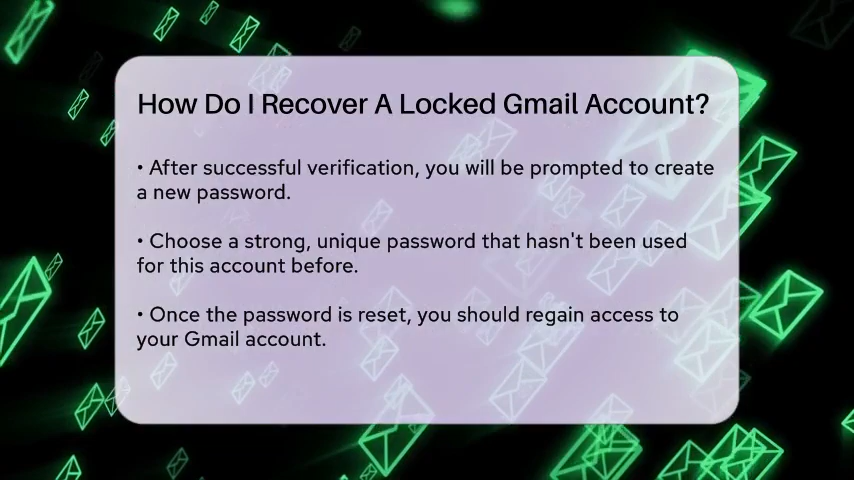 How Do I Recover A Locked Gmail Account?
• After successful verification, you will be prompted to create
a new password.
• Choose a strong, unique password that hasn't been used
for this account before.
• Once the password is reset, you should regain access to
your Gmail account.